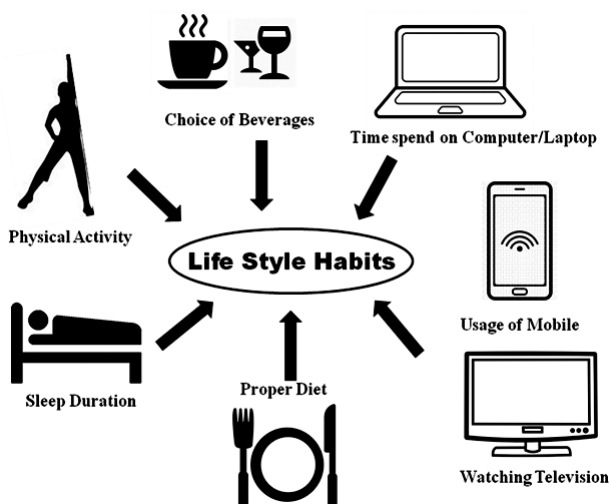 Choice of Beverages
Time spend on Computer/Laptop
Physical Activity
Life Style Habits
Usage of Mobile
Sleep Duration
Proper Diet
Watching Television